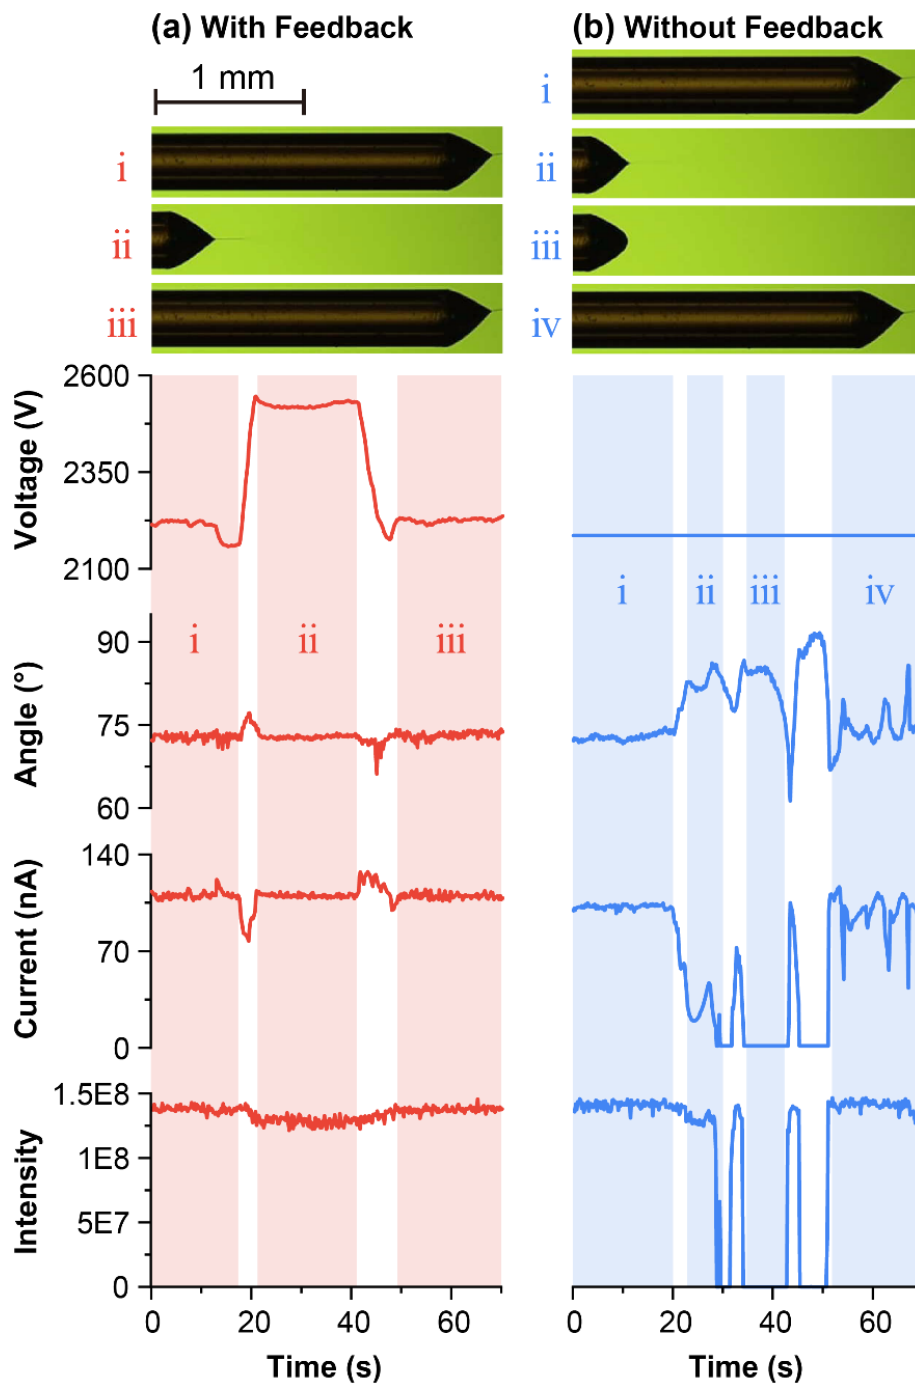 (a) With Feedback
(b) Without Feedback
1 mm
i
ii
iii
i
ii
iii
iv
Voltage (V)
2600
2350
2100
i
ii
iii
i
ii
iii
iv
Angle (°)
90
75
60
Current (nA)
140
70
0
Intensity
1.5E8
1E8
5E7
0
0 20 40 60
0 20 40 60
Time (s)
Time (s)